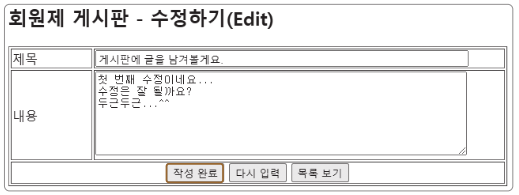 회원제 게시판 - 수정하기(Edit)
제목 게시판에 글을 남겨볼게요.
내용
첫 번째 수정이네요...
수정은 잘 될까요?
두근두근...^^
작성 완료 다시 입력 목록 보기